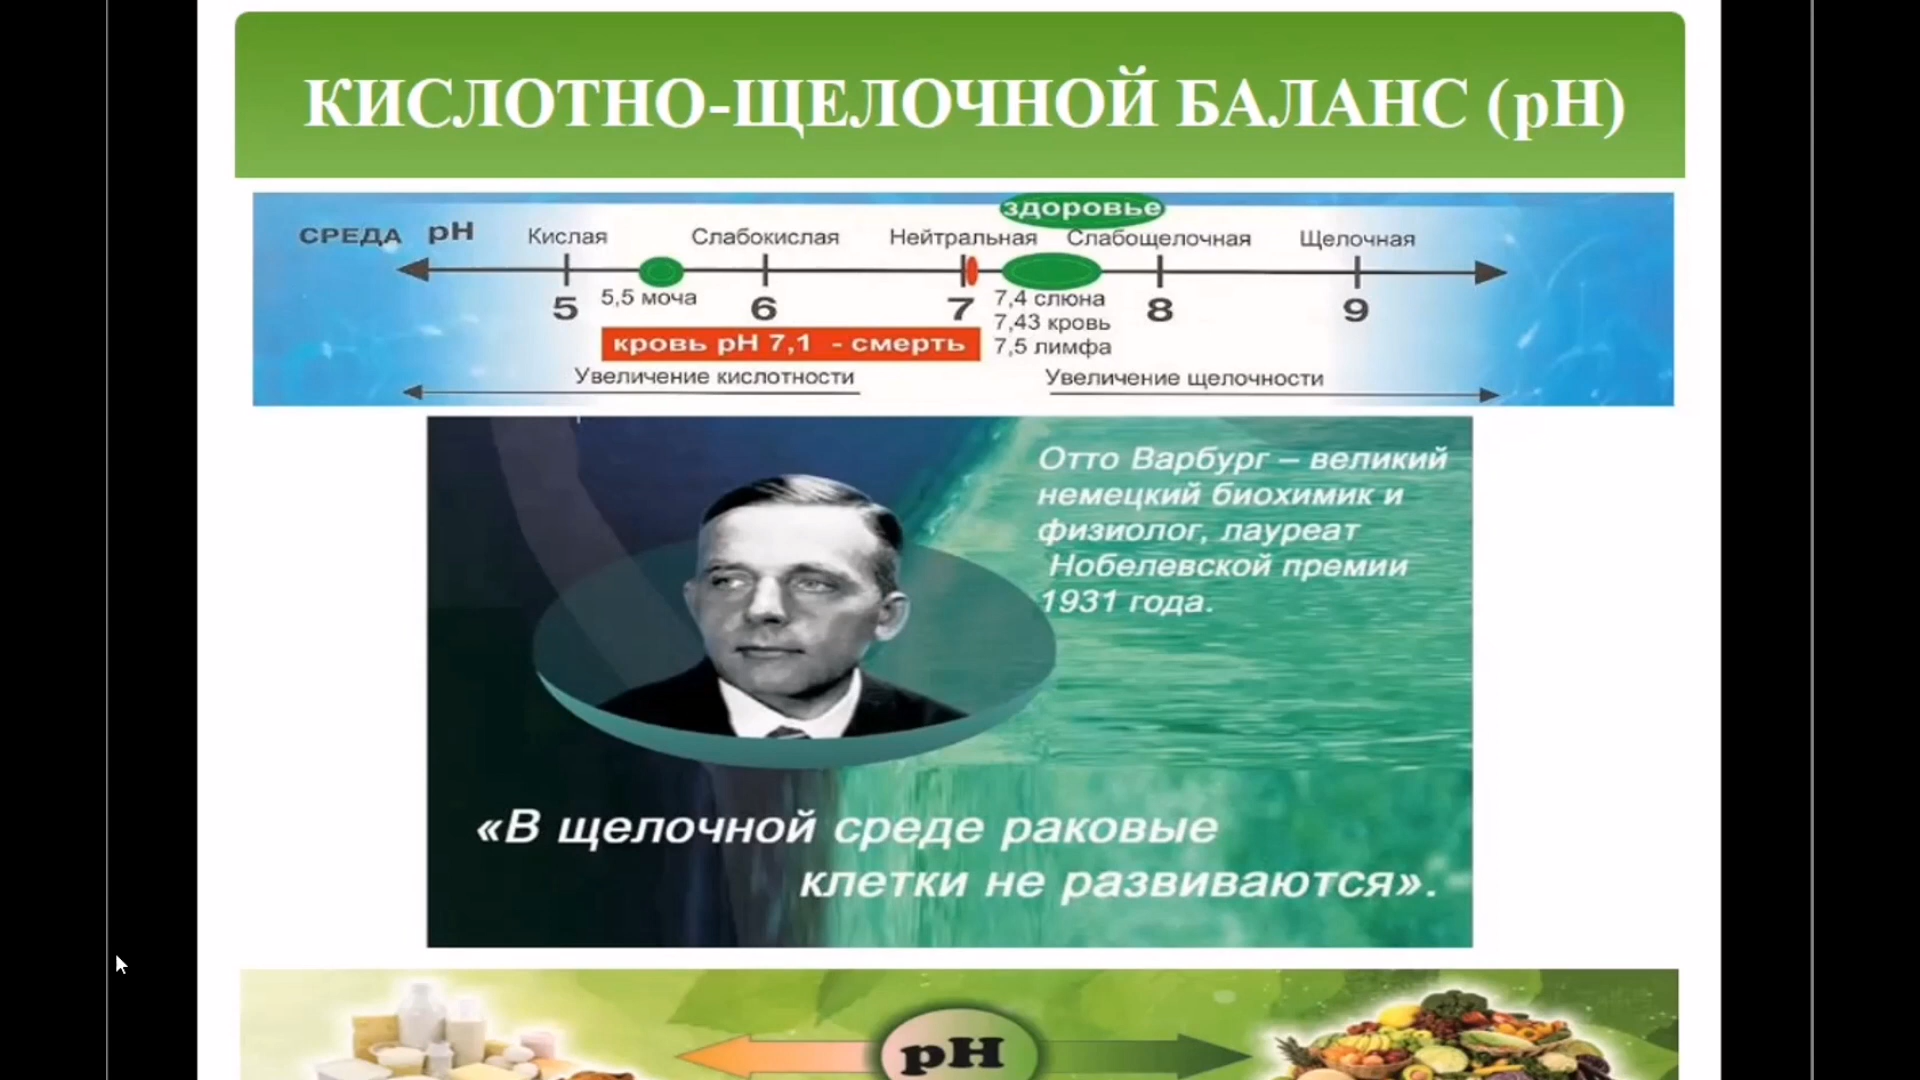 КИСЛОТНО-ЩЕЛОЧНОЙ БАЛАНС (pH)
здоровье
СРЕДА pH Кислая Слабокислая Нейтральная Слабощелочная Щелочная
5 5,5 моча 6 7 7,4 слюна 8 9
7,43 кровь
кровь pH 7,1 - смерть 7,5 лимфа
Увеличение кислотности Увеличение щелочности
Отто Варбург – великий
немецкий биохимик и
физиолог, лауреат
Нобелевской премии
1931 года.
«В щелочной среде раковые
клетки не развиваются».
pH